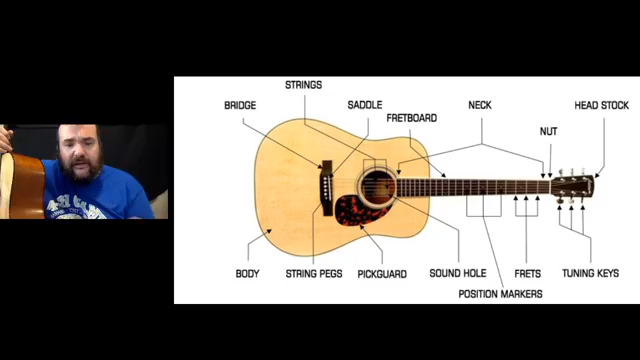 STRINGS
BRIDGE
SADDLE
FRETBOARD
NECK
HEAD STOCK
NUT
BODY
STRING PEGS
PICKGUARD
SOUND HOLE
FRETS
TUNING KEYS
POSITION MARKERS